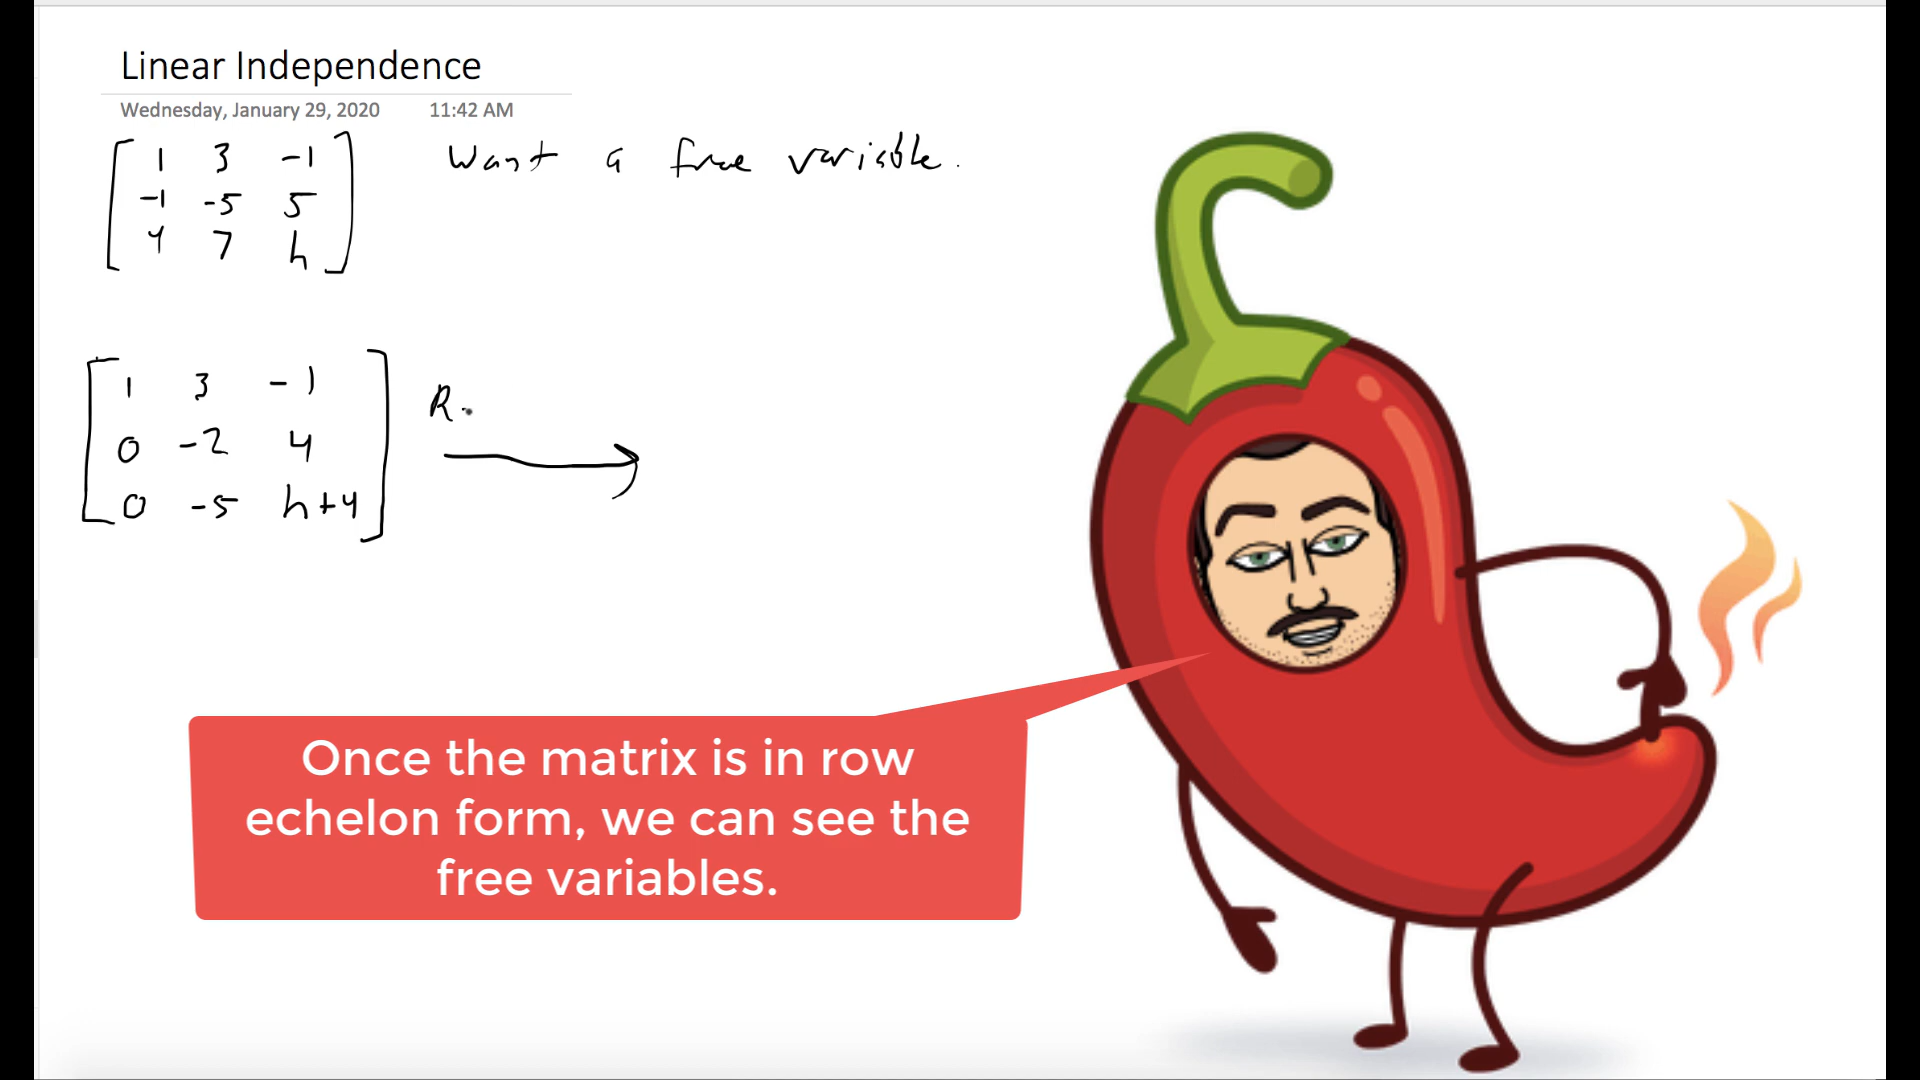 Linear Independence
Wednesday, January 29, 2020 11:42 AM
1 3 -1 Want a free variable.
-1 -5 5
4 7 h
1 3 -1 R.
0 -2 4
0 -5 h+4
Once the matrix is in row
echelon form, we can see the
free variables.